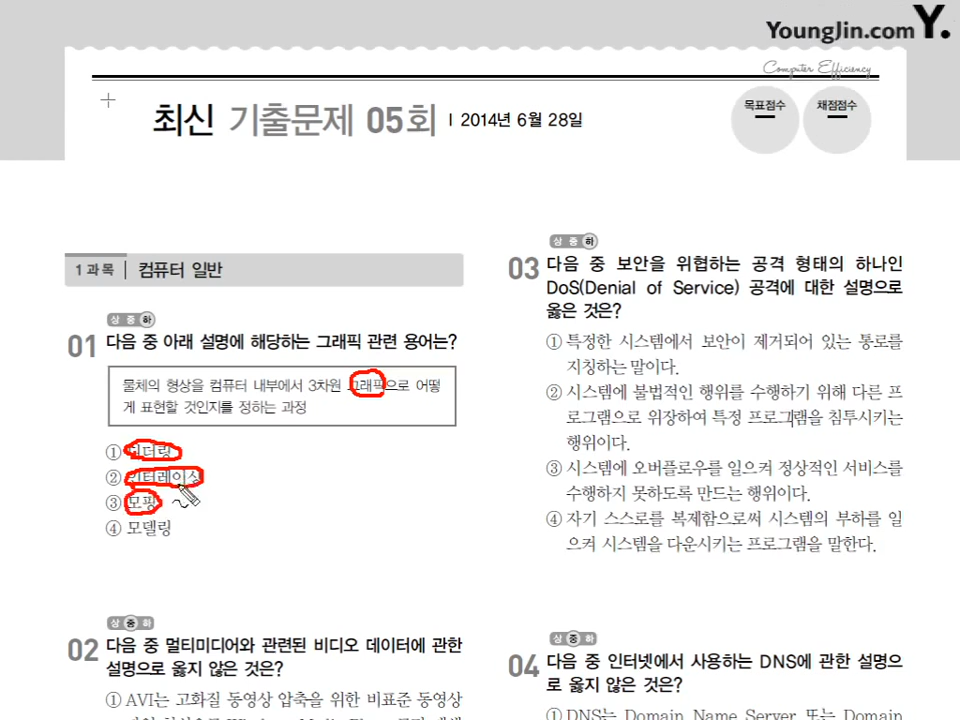 YoungJin.com Y.
Computer Efficiency
최신 기출문제 05회 | 2014년 6월 28일
목표점수
채점점수
1과목 | 컴퓨터 일반
상 중 하
01 다음 중 아래 설명에 해당하는 그래픽 관련 용어는?
물체의 형상을 컴퓨터 내부에서 3차원 그래픽으로 어떻
게 표현할 것인지를 정하는 과정
① 렌더링
② 인터레이싱
③ 모핑
④ 모델링
상 중 하
02 다음 중 멀티미디어와 관련된 비디오 데이터에 관한
설명으로 옳지 않은 것은?
① AVI는 고화질 동영상 압축을 위한 비표준 동영상
상 중 하
03 다음 중 보안을 위협하는 공격 형태의 하나인
DoS(Denial of Service) 공격에 대한 설명으로
옳은 것은?
① 특정한 시스템에서 보안이 제거되어 있는 통로를
지칭하는 말이다.
② 시스템에 불법적인 행위를 수행하기 위해 다른 프
로그램으로 위장하여 특정 프로그램을 침투시키는
행위이다.
③ 시스템에 오버플로우를 일으켜 정상적인 서비스를
수행하지 못하도록 만드는 행위이다.
④ 자기 스스로를 복제함으로써 시스템의 부하를 일
으켜 시스템을 다운시키는 프로그램을 말한다.
상 중 하
04 다음 중 인터넷에서 사용하는 DNS에 관한 설명으
로 옳지 않은 것은?
① DNS는 Domain Name Server 또는 Domain